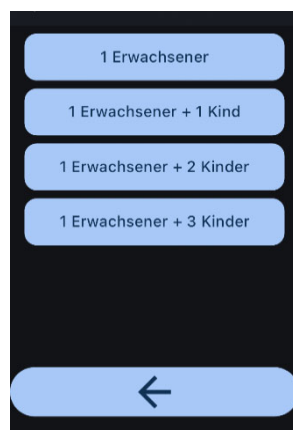 1 Erwachsener
1 Erwachsener + 1 Kind
1 Erwachsener + 2 Kinder
1 Erwachsener + 3 Kinder